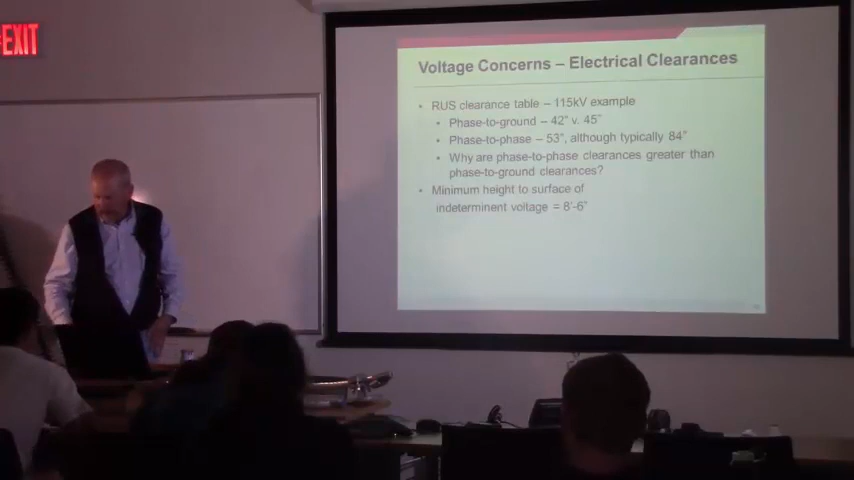 EXIT
Voltage Concerns – Electrical Clearances
• RUS clearance table – 115kV example
• Phase-to-ground – 42" v. 45"
• Phase-to-phase – 53", although typically 84"
• Why are phase-to-phase clearances greater than
phase-to-ground clearances?
• Minimum height to surface of
indeterminent voltage = 8'-6"